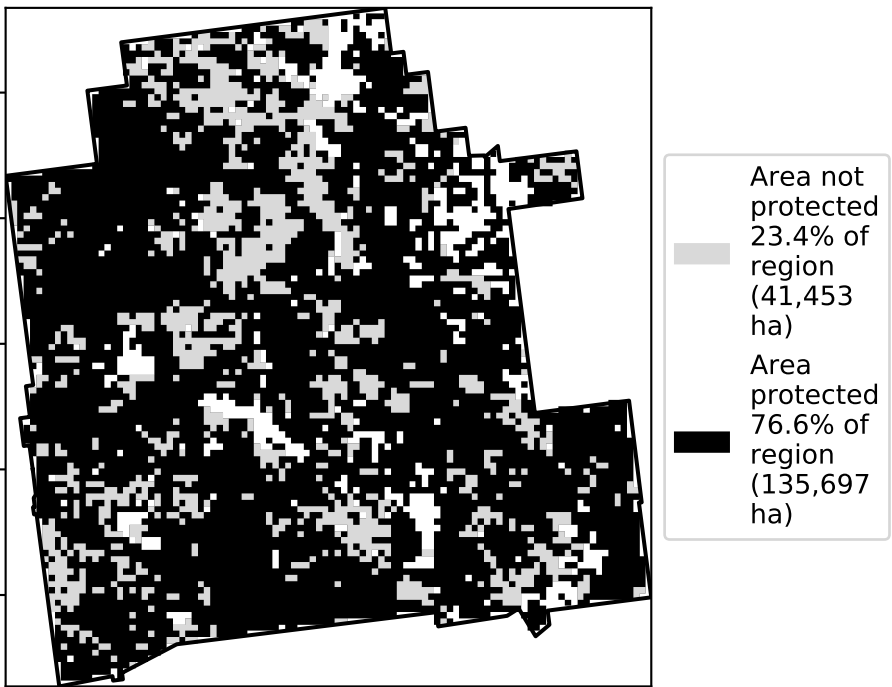 Area not
protected
23.4% of
region
(41,453
ha)
Area
protected
76.6% of
region
(135,697
ha)